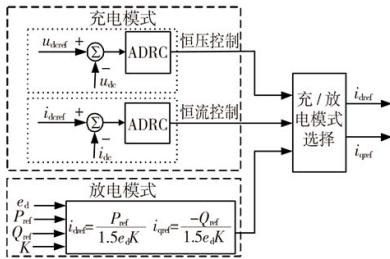 充电模式
u_dcref + Σ − u_dc ADRC 恒压控制
i_dcref + Σ − i_dc ADRC 恒流控制
充/放
电模式
选择
i_dref
i_qref
放电模式
e_d
P_ref
Q_ref
K
i_dref = P_ref / 1.5e_dK  i_qref = −Q_ref / 1.5e_dK